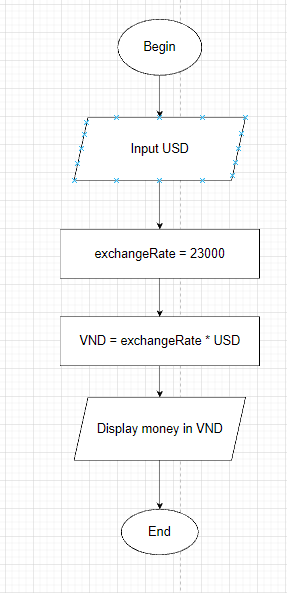 Begin
Input USD
exchangeRate = 23000
VND = exchangeRate * USD
Display money in VND
End